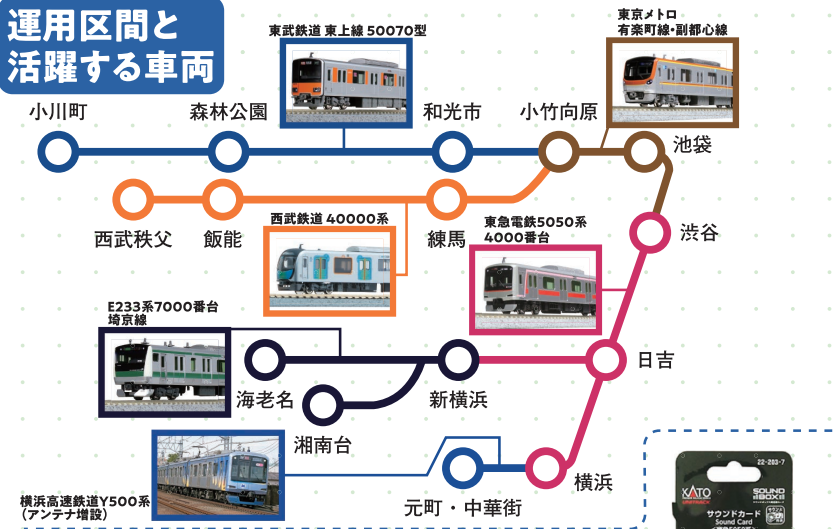 運用区間と
活躍する車両
東武鉄道 東上線 50070型
東京メトロ
有楽町線・副都心線
小川町
森林公園
和光市
小竹向原
池袋
西武秩父
飯能
練馬
渋谷
西武鉄道 40000系
東急電鉄5050系
4000番台
E233系7000番台
埼京線
海老名
新横浜
日吉
湘南台
横浜高速鉄道Y500系
（アンテナ増設）
元町・中華街
横浜
22-203-7
KATO
UNITRACK
SOUND
BOX
サウンドカード
Sound Card